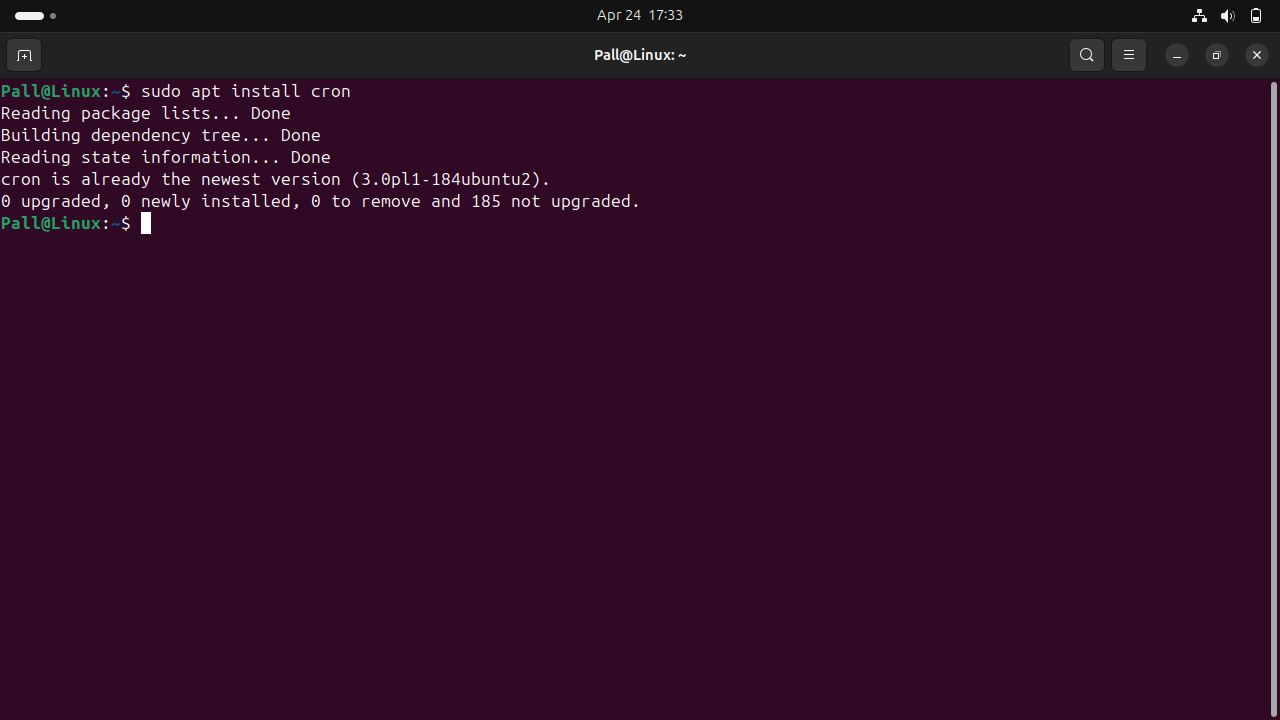 Apr 24 17:33
Pall@Linux: ~
Pall@Linux:~$ sudo apt install cron
Reading package lists... Done
Building dependency tree... Done
Reading state information... Done
cron is already the newest version (3.0pl1-184ubuntu2).
0 upgraded, 0 newly installed, 0 to remove and 185 not upgraded.
Pall@Linux:~$